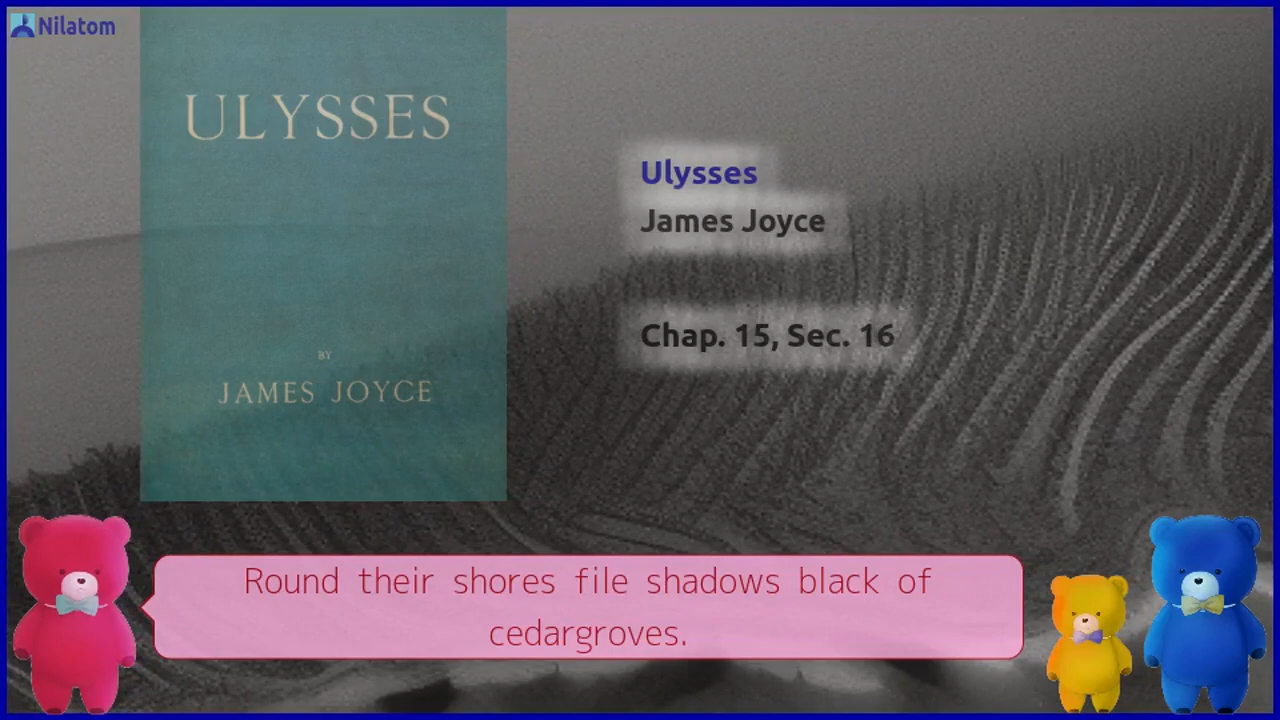 Nilatom
ULYSSES
BY
JAMES JOYCE
Ulysses
James Joyce
Chap. 15, Sec. 16
Round their shores file shadows black of
cedargroves.